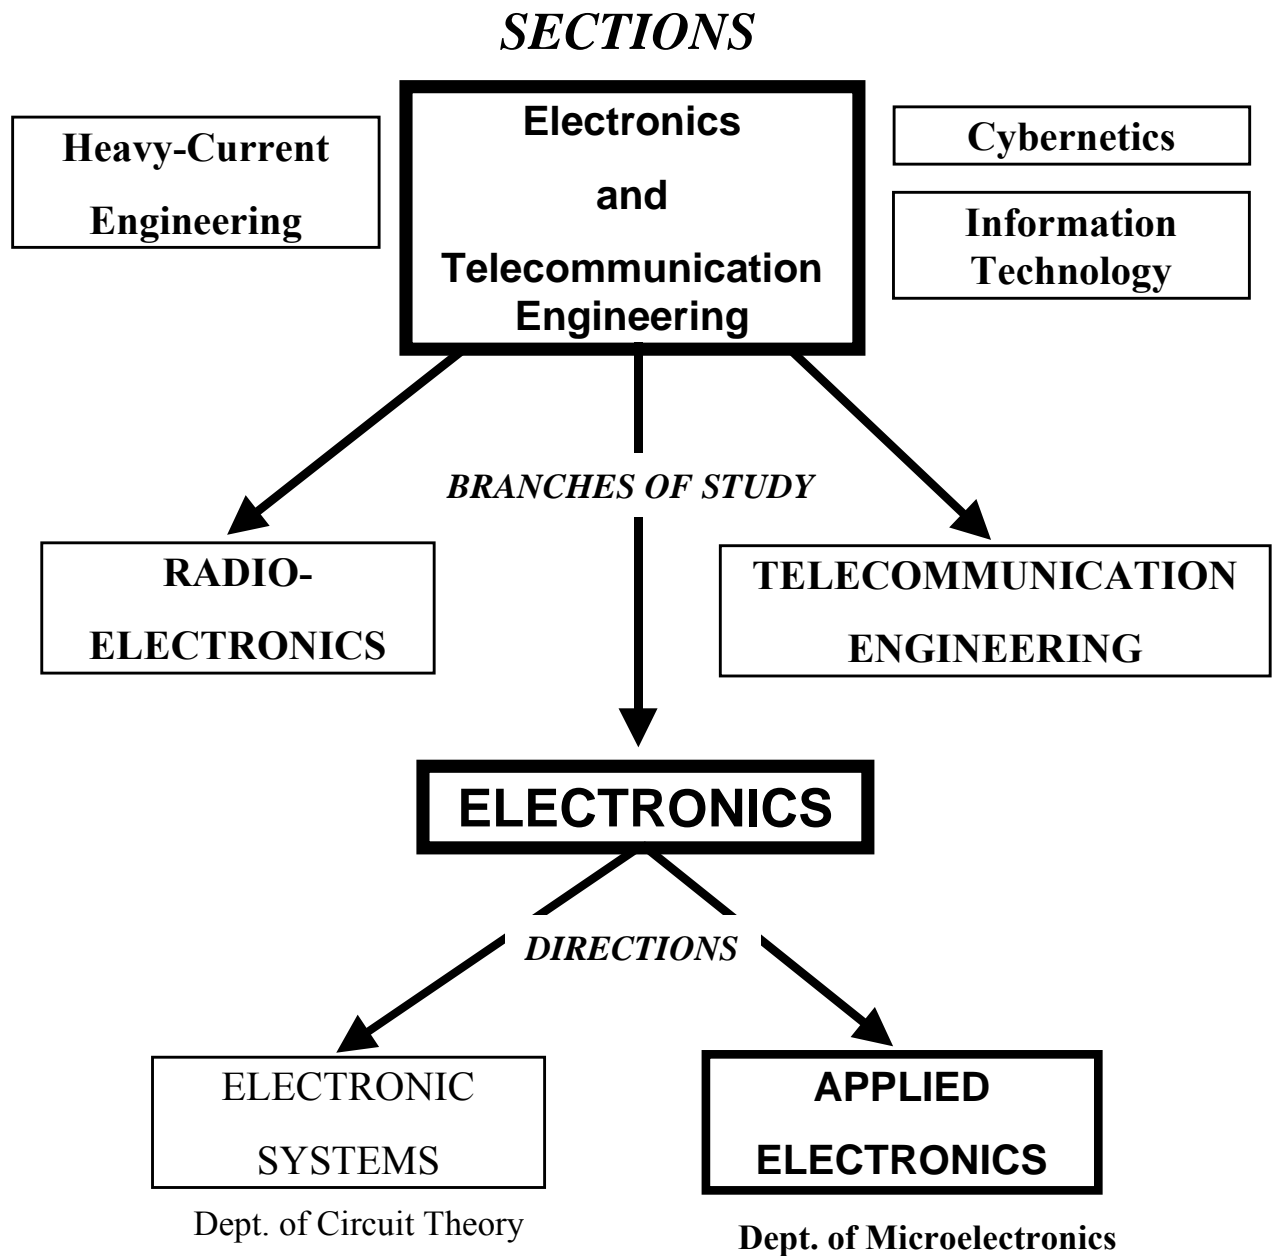 SECTIONS
Heavy-Current
Engineering
Electronics
and
Telecommunication
Engineering
Cybernetics
Information
Technology
BRANCHES OF STUDY
RADIO-
ELECTRONICS
TELECOMMUNICATION
ENGINEERING
ELECTRONICS
DIRECTIONS
ELECTRONIC
SYSTEMS
Dept. of Circuit Theory
APPLIED
ELECTRONICS
Dept. of Microelectronics